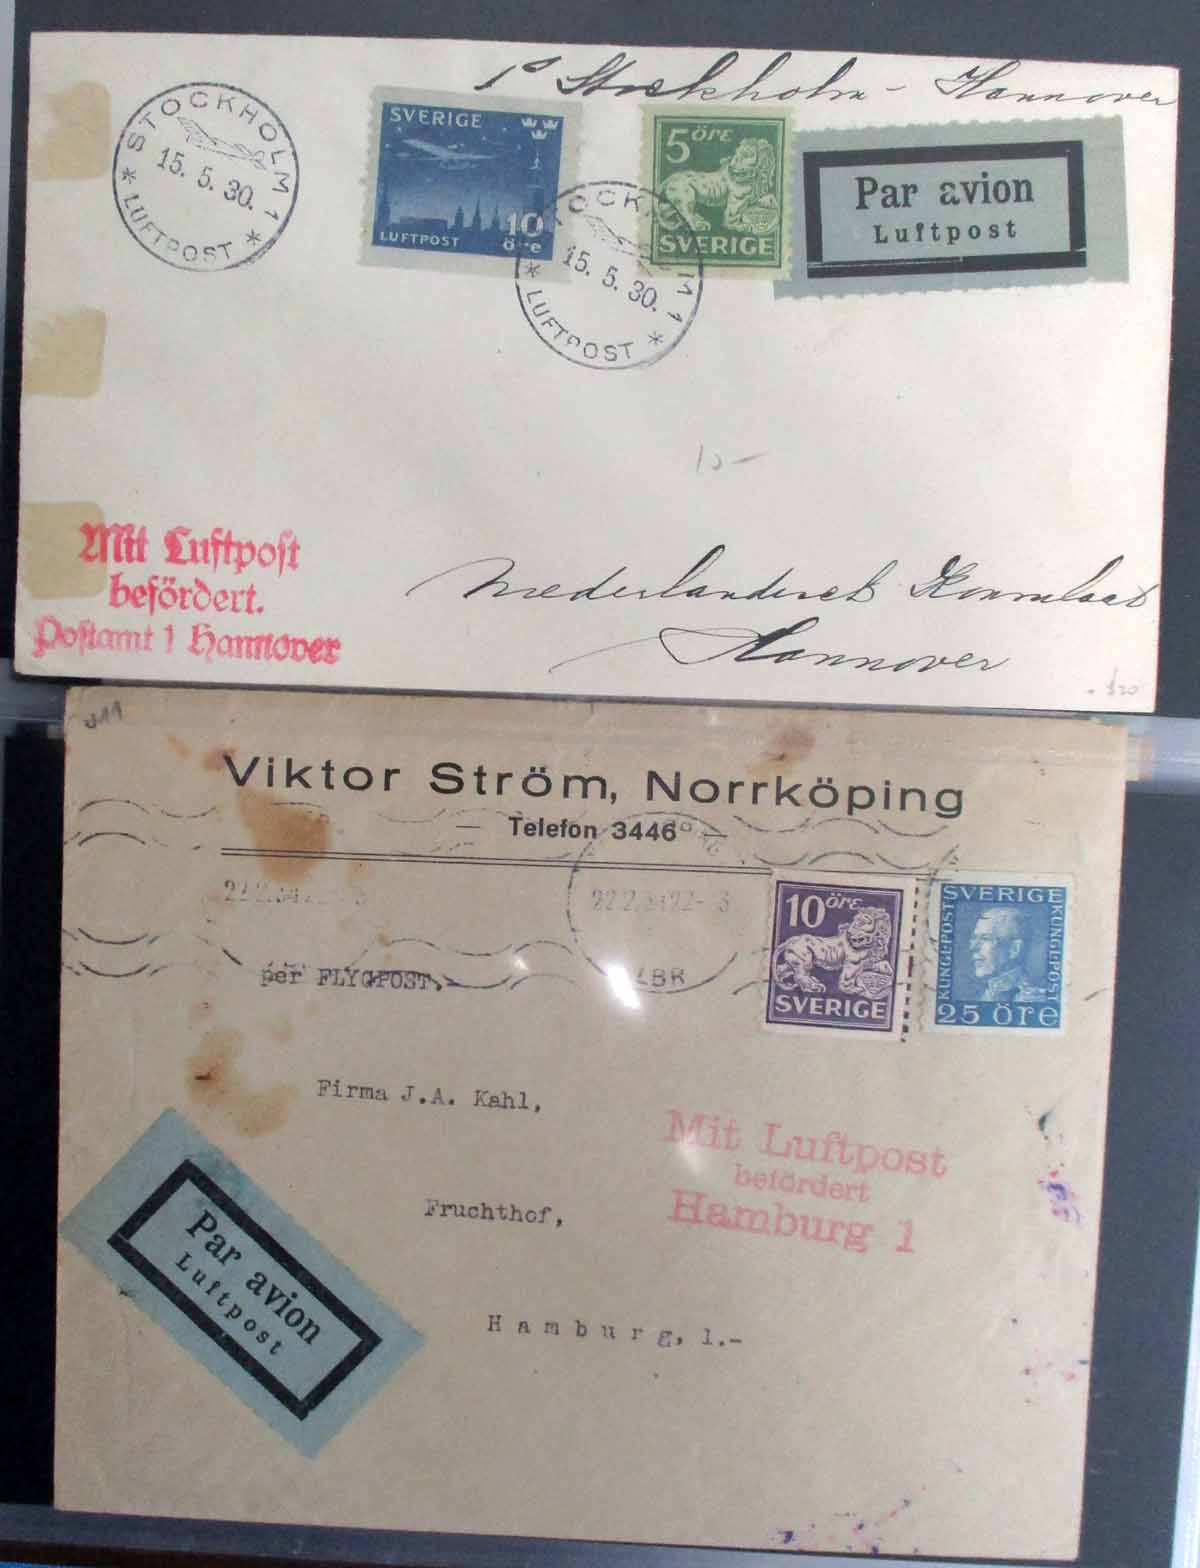 Stockholm - Hannover
STOCKHOLM 1
15. 5. 30.
* LUFTPOST *
SVERIGE
LUFTPOST
10 öre
5 öre
SVERIGE
Par avion
Luftpost
STOCKHOLM 1
15. 5. 30.
* LUFTPOST *
10 -
Mit Luftpost
befördert.
Postamt 1 Hannover
Hannover
Viktor Ström, Norrköping
— Telefon 3446 —
per FLYGPOST.-
10 öre
SVERIGE
SVERIGE
KUNGSPOST KUNGSPOST
25 öre
Firma J.A. Kahl,
Fruchthof,
Hamburg, 1.-
Par avion
Luftpost
Mit Luftpost
befördert
Hamburg 1